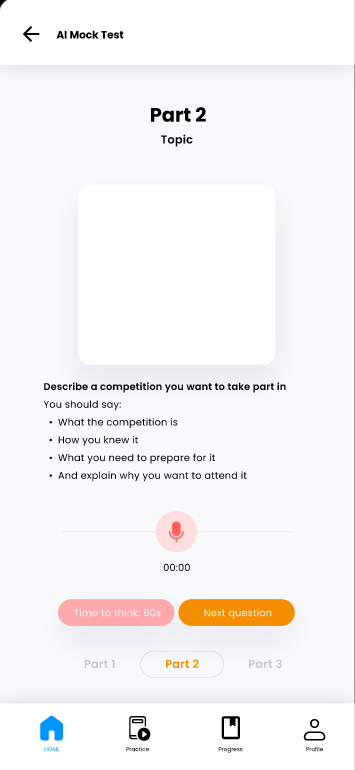 AI Mock Test
Part 2
Topic
Describe a competition you want to take part in
You should say:
• What the competition is
• How you knew it
• What you need to prepare for it
• And explain why you want to attend it
00:00
Time to think: 60s
Next question
Part 1
Part 2
Part 3
HOME
Practice
Progress
Profile